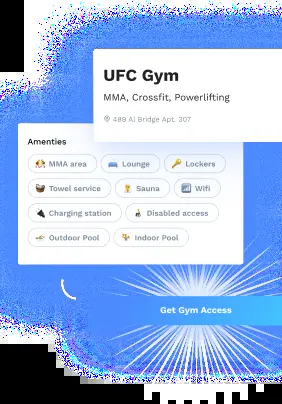 UFC Gym
MMA, Crossfit, Powerlifting
489 Al Bridge Apt. 307
Amenties
MMA area Lounge Lockers
Towel service Sauna Wifi
Charging station Disabled access
Outdoor Pool Indoor Pool
Get Gym Access